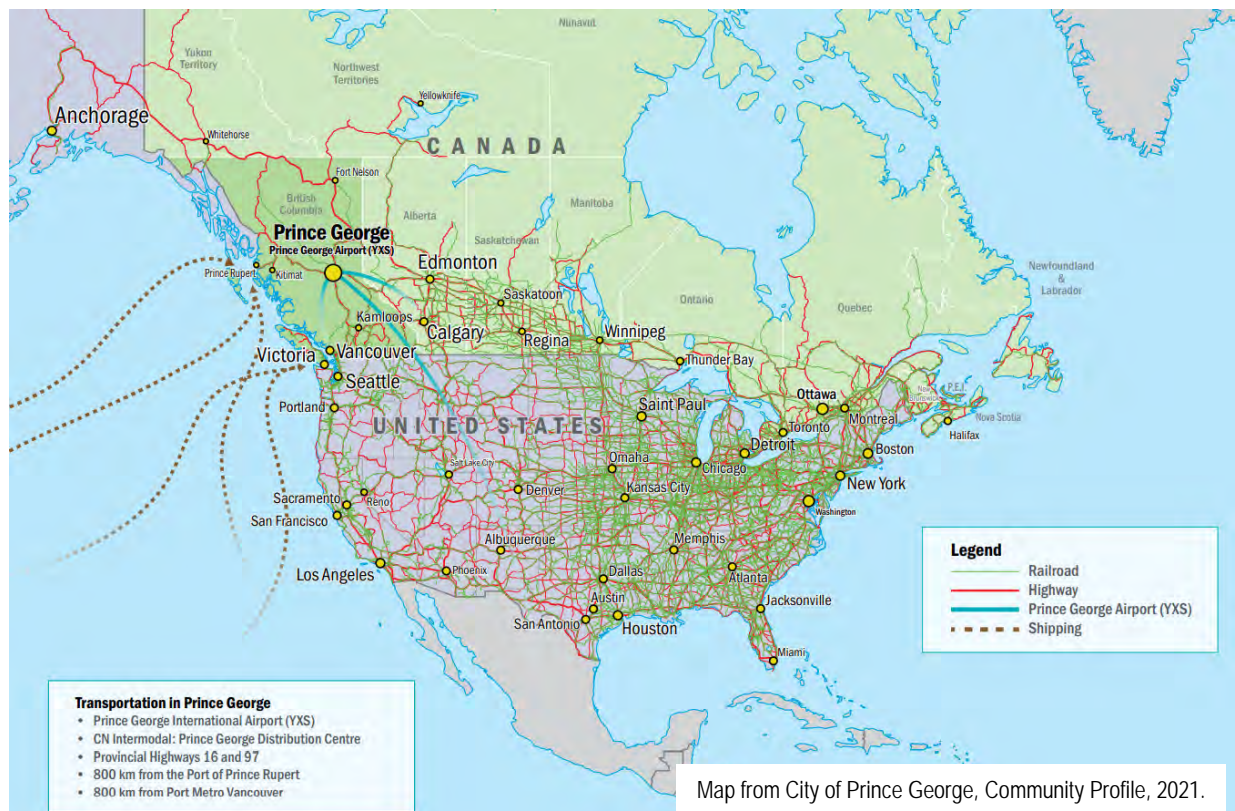 Nunavut
Yukon
Territory
Northwest
Territories
Yellowknife
Anchorage
Whitehorse
CANADA
Fort Nelson
British
Columbia
Alberta
Manitoba
Saskatchewan
Prince George
Prince George Airport (YXS)
Prince Rupert
Kitimat
Edmonton
Newfoundland
&
Labrador
Saskatoon
Ontario
Quebec
Kamloops
Calgary
Regina
Winnipeg
Victoria
Vancouver
Thunder Bay
Seattle
P.E.I.
New
Brunswick
Ottawa
Portland
Saint Paul
Montreal
Nova Scotia
UNITED STATES
Toronto
Halifax
Detroit
Boston
Salt Lake City
Omaha
Chicago
New York
Sacramento
Reno
Denver
Kansas City
Washington
San Francisco
Albuquerque
Memphis
Los Angeles
Phoenix
Dallas
Atlanta
Austin
Jacksonville
San Antonio
Houston
Miami
Legend
Railroad
Highway
Prince George Airport (YXS)
Shipping
Transportation in Prince George
• Prince George International Airport (YXS)
• CN Intermodal: Prince George Distribution Centre
• Provincial Highways 16 and 97
• 800 km from the Port of Prince Rupert
• 800 km from Port Metro Vancouver
Map from City of Prince George, Community Profile, 2021.